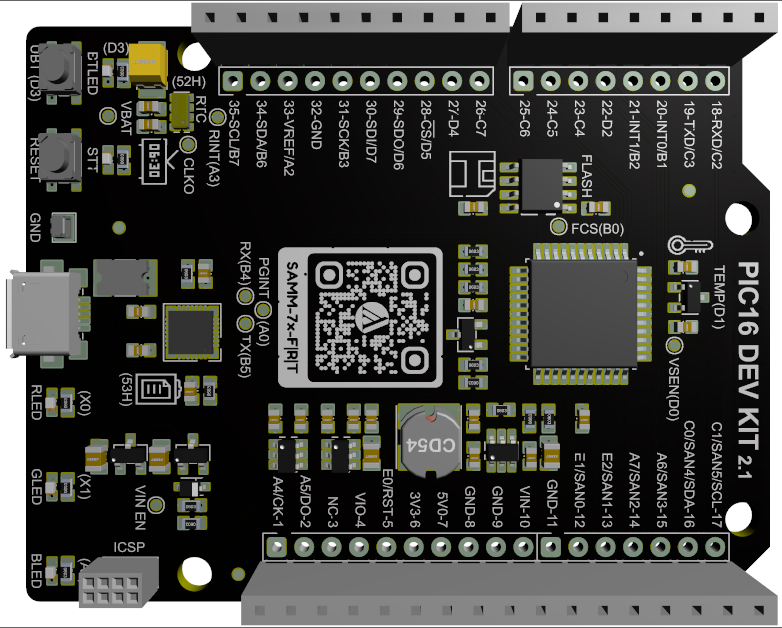 UBT (D3)
BTLED
(D3)
(52H)
RTC
VBAT
RINT(A3)
CLKO
RESET
STT
GND
35-SCL/B7
34-SDA/B6
33-VREF/A2
32-GND
31-SCK/B3
30-SDI/D7
29-SDO/D6
28-CS/D5
27-D4
26-C7
25-C6
24-C5
23-C4
22-D2
21-INT1/B2
20-INT0/B1
19-TXD/C3
18-RXD/C2
FLASH
FCS(B0)
TEMP(D1)
VSEN(D0)
PIC16 DEV KIT 2.1
RX(B4)
PGINT
(A0)
TX(B5)
SAMM-7x-F|R|T
(53H)
RLED
(X0)
GLED
(X1)
BLED
VIN EN
ICSP
CD54
A4/CK-1
A5/DO-2
NC-3
VIO-4
E0/RST-5
3V3-6
5V0-7
GND-8
GND-9
VIN-10
GND-11
E1/SAN0-12
E2/SAN1-13
A7/SAN2-14
A6/SAN3-15
C0/SAN4/SDA-16
C1/SAN5/SCL-17